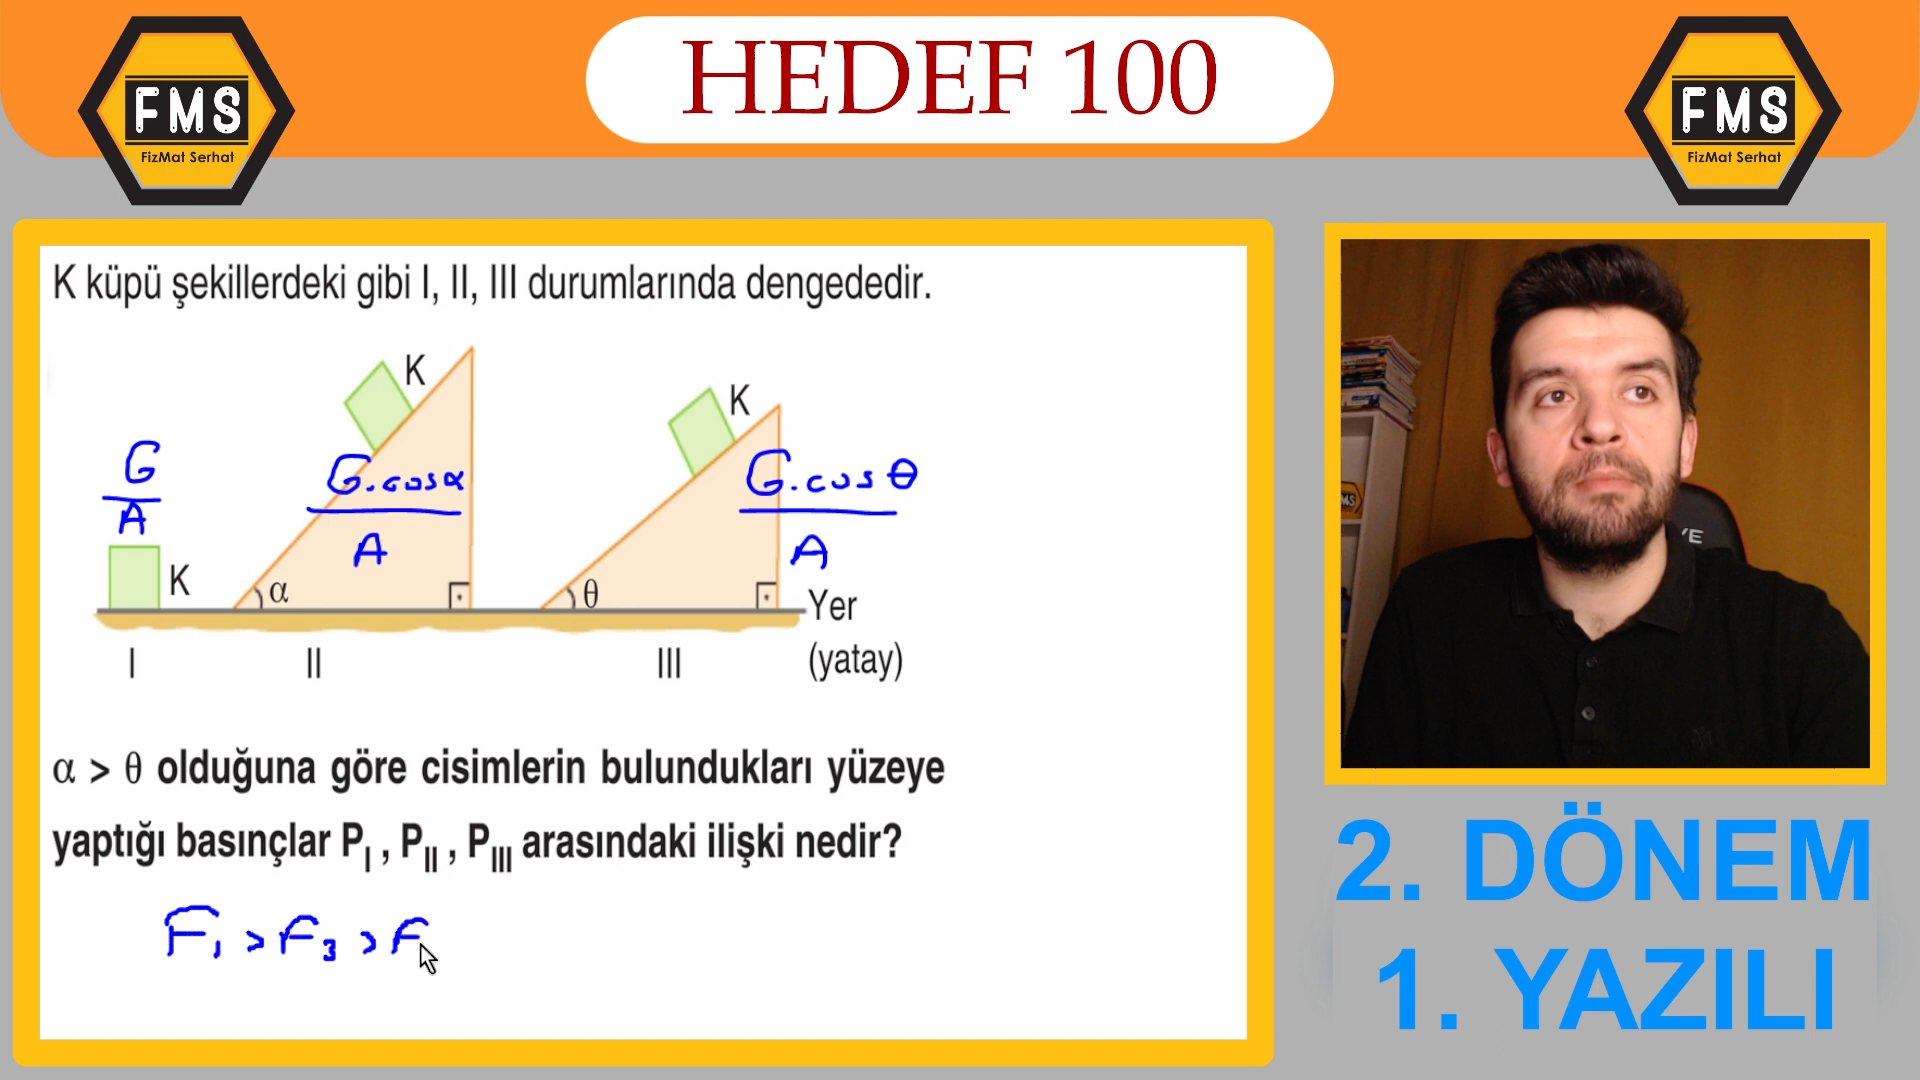 HEDEF 100
FMS
FizMat Serhat
FMS
FizMat Serhat
K küpü şekillerdeki gibi I, II, III durumlarında dengededir.
K
K
G
A
G.cosα
A
G.cosθ
A
K
α
θ
Yer
(yatay)
I
II
III
α > θ olduğuna göre cisimlerin bulundukları yüzeye
yaptığı basınçlar P_I , P_II , P_III arasındaki ilişki nedir?
F₁ > F₃ > F
2. DÖNEM
1. YAZILI